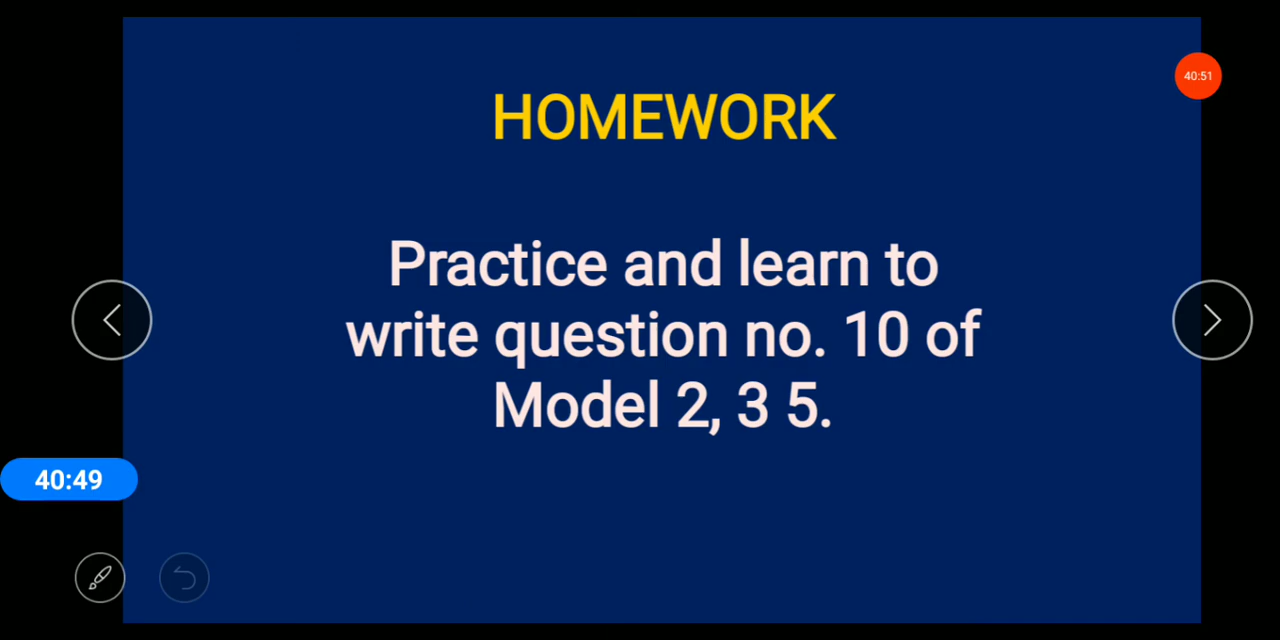 40:51
HOMEWORK
Practice and learn to
write question no. 10 of
Model 2, 3 5.
40:49